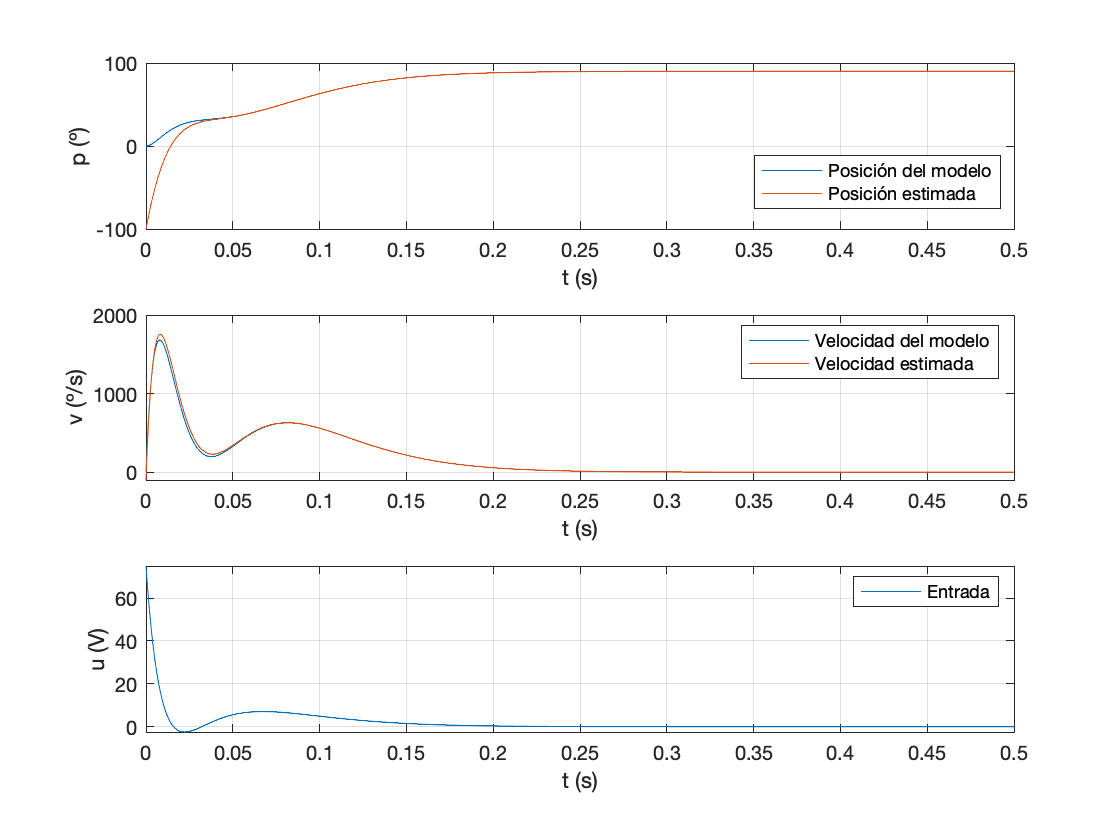 100
0
-100
p (º)
0 0.05 0.1 0.15 0.2 0.25 0.3 0.35 0.4 0.45 0.5
t (s)
Posición del modelo
Posición estimada
2000
1000
0
v (º/s)
0 0.05 0.1 0.15 0.2 0.25 0.3 0.35 0.4 0.45 0.5
t (s)
Velocidad del modelo
Velocidad estimada
60
40
20
0
u (V)
0 0.05 0.1 0.15 0.2 0.25 0.3 0.35 0.4 0.45 0.5
t (s)
Entrada